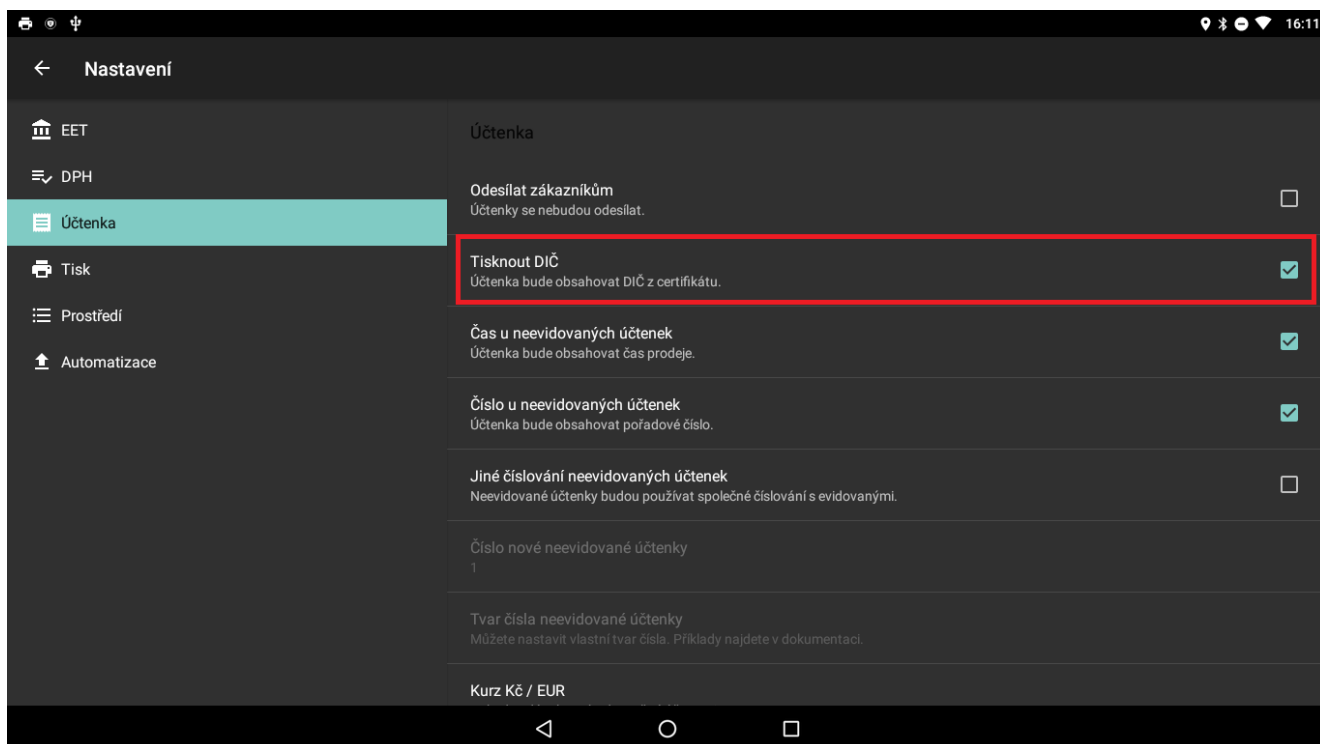 16:11
Nastavení
EET
DPH
Účtenka
Tisk
Prostředí
Automatizace
Účtenka
Odesílat zákazníkům
Účtenky se nebudou odesílat.
Tisknout DIČ
Účtenka bude obsahovat DIČ z certifikátu.
Čas u neevidovaných účtenek
Účtenka bude obsahovat čas prodeje.
Číslo u neevidovaných účtenek
Účtenka bude obsahovat pořadové číslo.
Jiné číslování neevidovaných účtenek
Neevidované účtenky budou používat společné číslování s evidovanými.
Číslo nové neevidované účtenky
1
Tvar čísla neevidované účtenky
Můžete nastavit vlastní tvar čísla. Příklady najdete v dokumentaci.
Kurz Kč / EUR